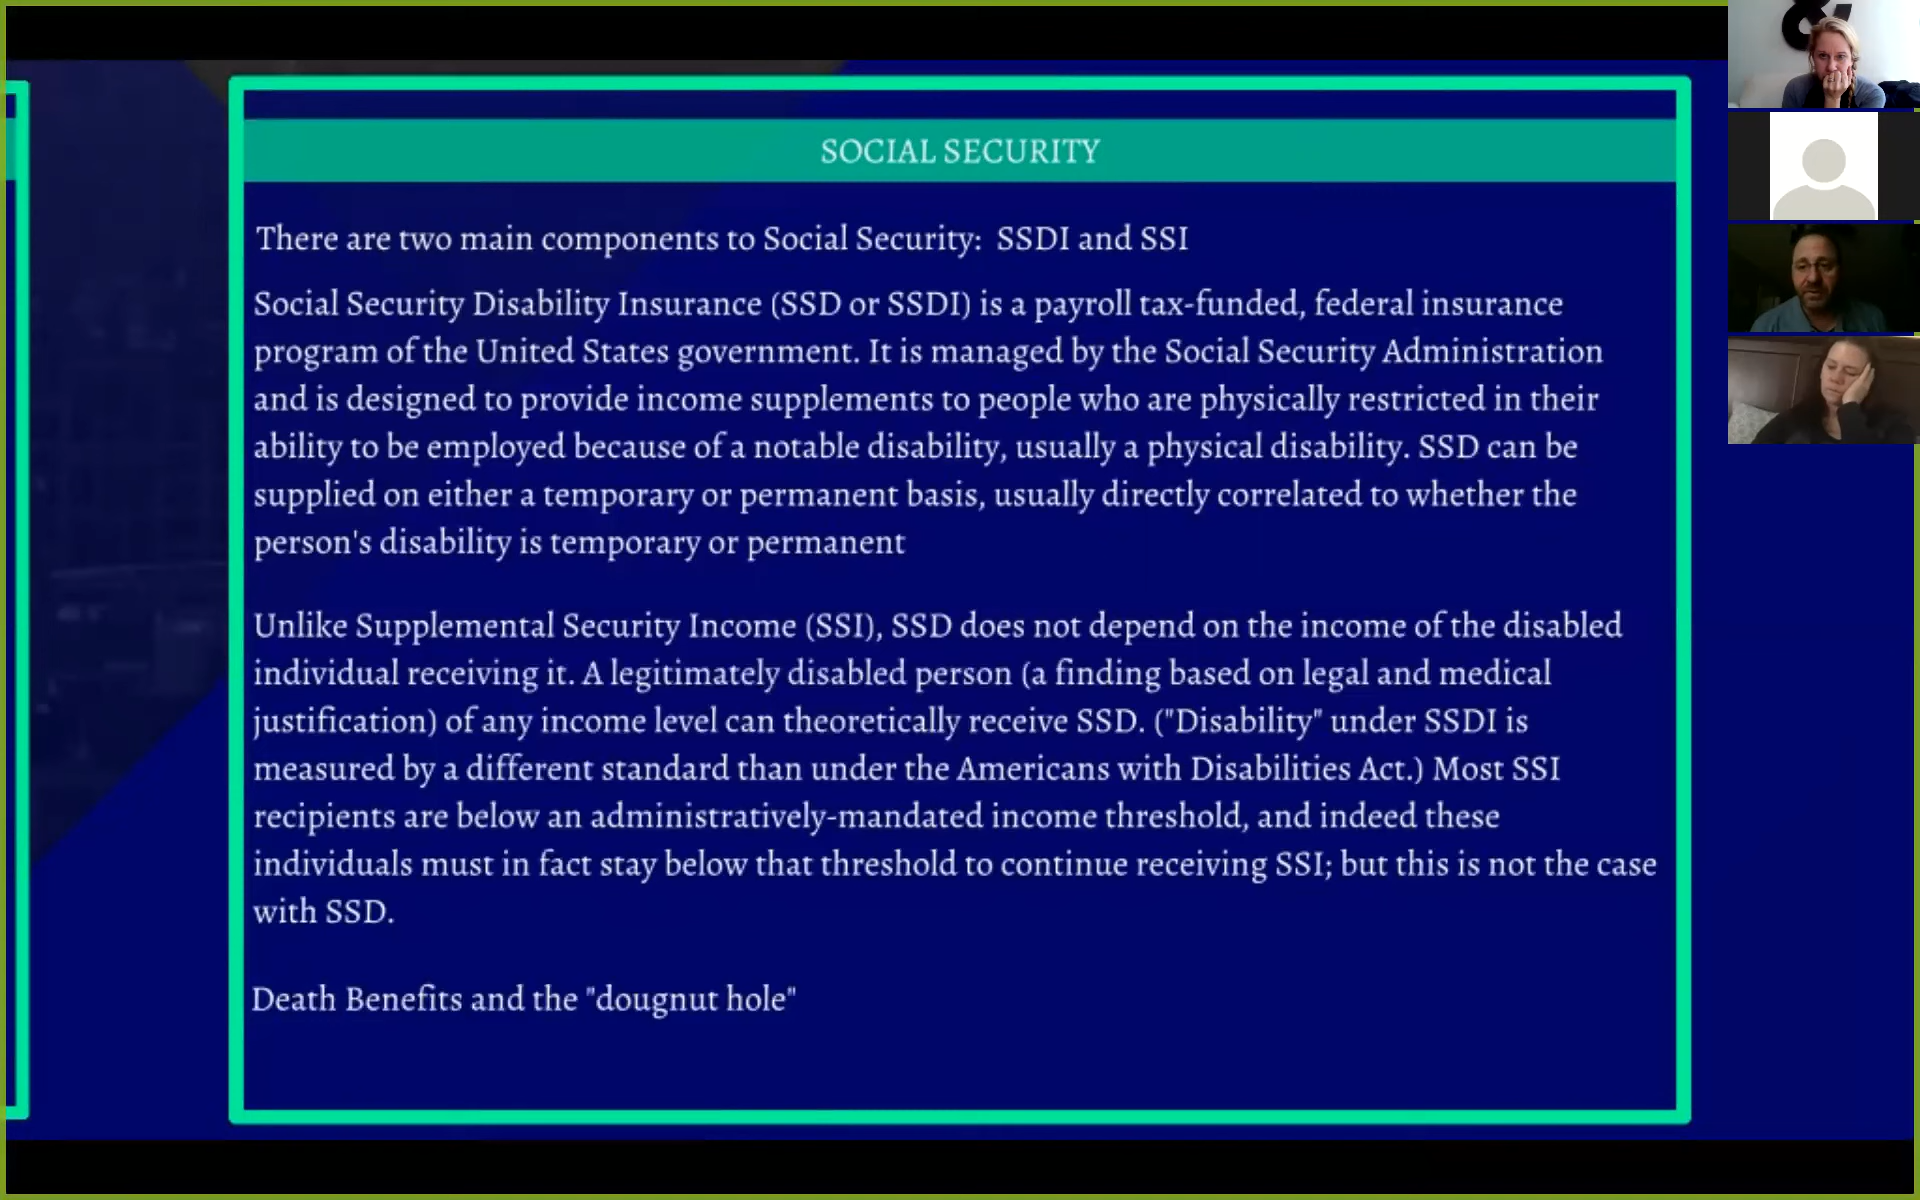 SOCIAL SECURITY
There are two main components to Social Security:  SSDI and SSI
Social Security Disability Insurance (SSD or SSDI) is a payroll tax-funded, federal insurance
program of the United States government. It is managed by the Social Security Administration
and is designed to provide income supplements to people who are physically restricted in their
ability to be employed because of a notable disability, usually a physical disability. SSD can be
supplied on either a temporary or permanent basis, usually directly correlated to whether the
person's disability is temporary or permanent
Unlike Supplemental Security Income (SSI), SSD does not depend on the income of the disabled
individual receiving it. A legitimately disabled person (a finding based on legal and medical
justification) of any income level can theoretically receive SSD. ("Disability" under SSDI is
measured by a different standard than under the Americans with Disabilities Act.) Most SSI
recipients are below an administratively-mandated income threshold, and indeed these
individuals must in fact stay below that threshold to continue receiving SSI; but this is not the case
with SSD.
Death Benefits and the "dougnut hole"
&